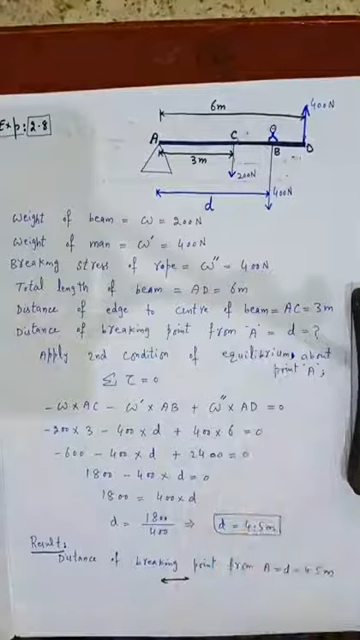 Exp: 2.8
6m
400N
A
C
B
D
3m
200N
400N
d
Weight of beam = W = 200N
Weight of man = W' = 400N
Breaking stress of rope = W" = 400N
Total length of beam = AD = 6m
Distance of edge to centre of beam = AC = 3m
Distance of breaking point from 'A' = d = ?
Apply 2nd condition of equilibrium about
point 'A';
Σ τ = 0
-W × AC - W' × AB + W" × AD = 0
-200 × 3 - 400 × d + 400 × 6 = 0
-600 - 400 × d + 2400 = 0
1800 - 400 × d = 0
1800 = 400 × d
d = 1800/400 ⇒ d = 4.5m
Result:
Distance of breaking point from A = d = 4.5m